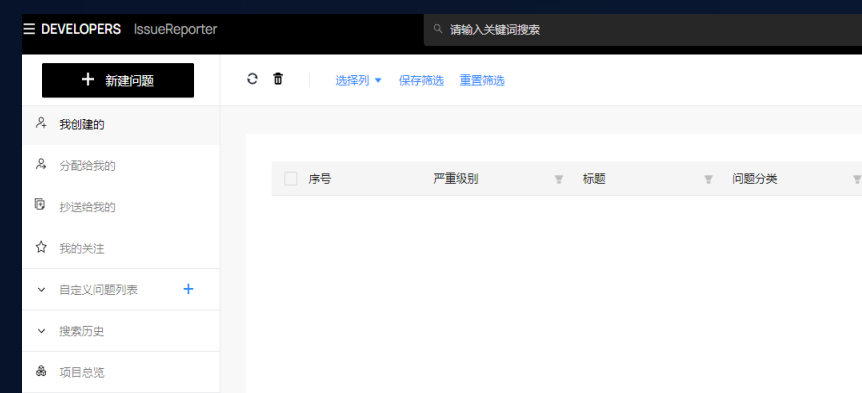 DEVELOPERS IssueReporter
请输入关键词搜索
新建问题
选择列 保存筛选 重置筛选
我创建的
分配给我的
抄送给我的
我的关注
自定义问题列表
搜索历史
项目总览
序号 严重级别 标题 问题分类